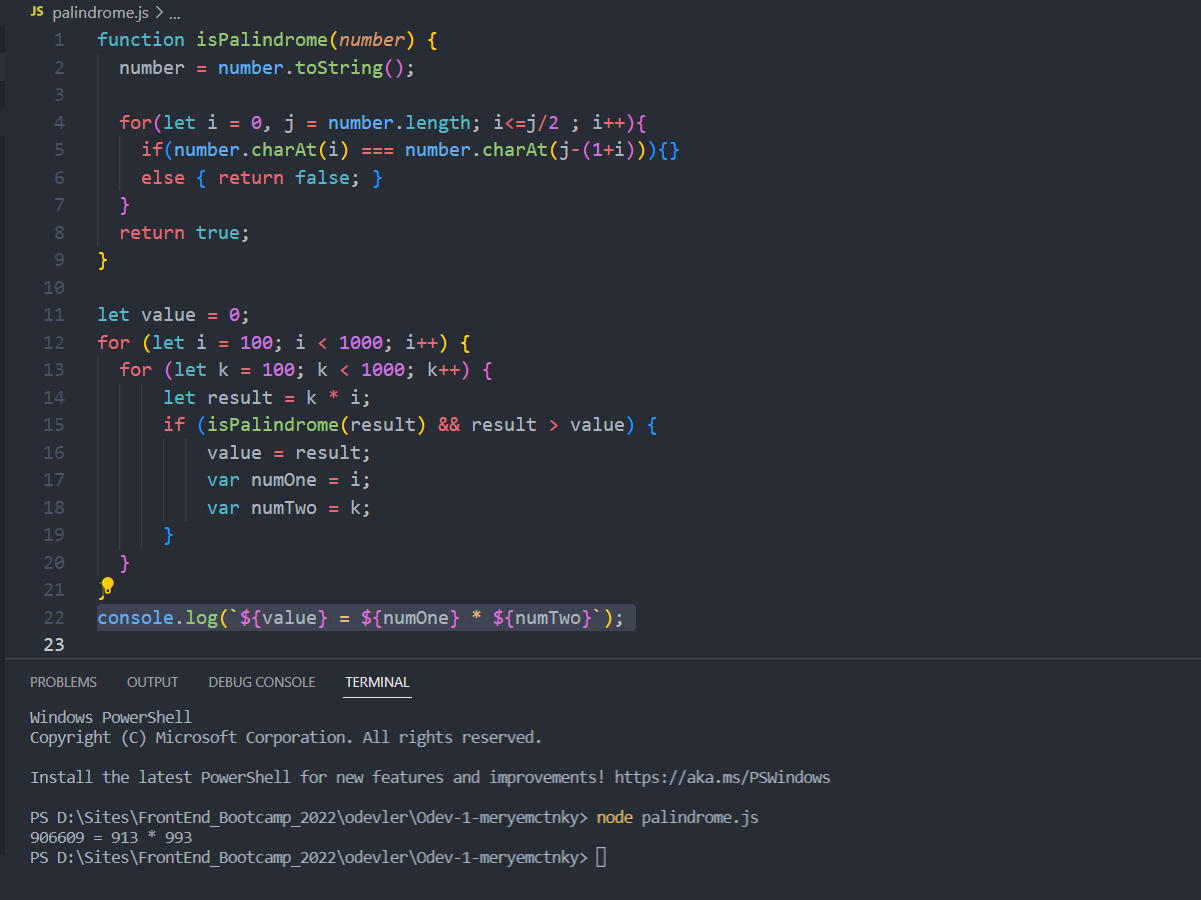 JS palindrome.js > ...
1 function isPalindrome(number) {
2   number = number.toString();
3
4   for(let i = 0, j = number.length; i<=j/2 ; i++){
5     if(number.charAt(i) === number.charAt(j-(1+i))){}
6     else { return false; }
7   }
8   return true;
9 }
10
11 let value = 0;
12 for (let i = 100; i < 1000; i++) {
13   for (let k = 100; k < 1000; k++) {
14       let result = k * i;
15       if (isPalindrome(result) && result > value) {
16           value = result;
17           var numOne = i;
18           var numTwo = k;
19       }
20   }
21 }
22 console.log(`${value} = ${numOne} * ${numTwo}`);
23
PROBLEMS OUTPUT DEBUG CONSOLE TERMINAL
Windows PowerShell
Copyright (C) Microsoft Corporation. All rights reserved.
Install the latest PowerShell for new features and improvements! https://aka.ms/PSWindows
PS D:\Sites\FrontEnd_Bootcamp_2022\odevler\Odev-1-meryemctnky> node palindrome.js
906609 = 913 * 993
PS D:\Sites\FrontEnd_Bootcamp_2022\odevler\Odev-1-meryemctnky>